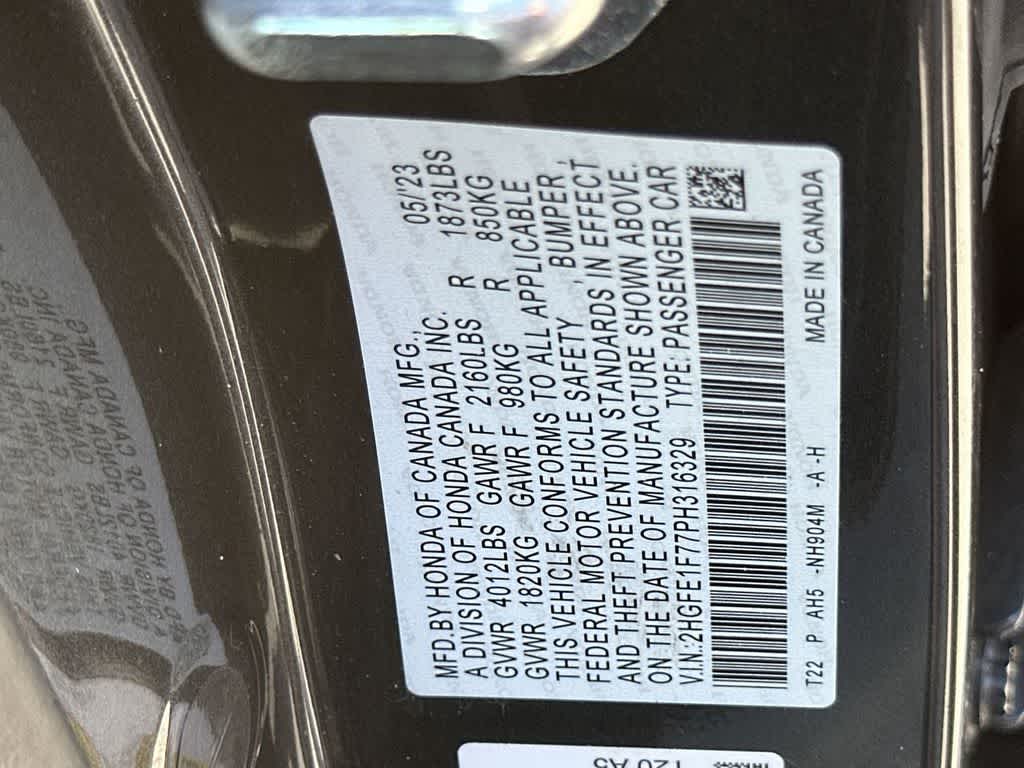 MFD.BY HONDA OF CANADA MFG., 05/'23
A DIVISION OF HONDA CANADA INC.
GVWR 4012LBS GAWR F 2160LBS R 1873LBS
GVWR 1820KG GAWR F 980KG R 850KG
THIS VEHICLE CONFORMS TO ALL APPLICABLE
FEDERAL MOTOR VEHICLE SAFETY, BUMPER,
AND THEFT PREVENTION STANDARDS, IN EFFECT
ON THE DATE OF MANUFACTURE SHOWN ABOVE.
V.I.N:2HGFE1F77PH316329 TYPE:PASSENGER CAR
T22 P AH5 -NH904M -A-H MADE IN CANADA